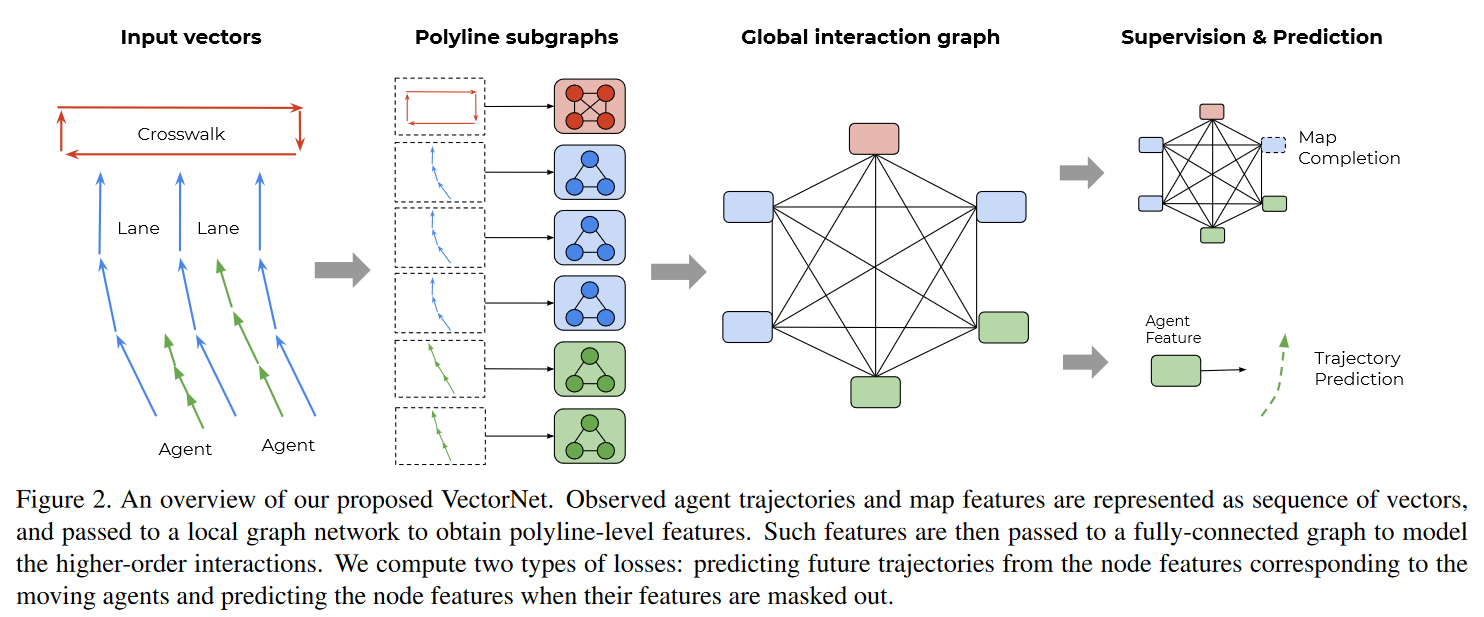 Input vectors
Polyline subgraphs
Global interaction graph
Supervision & Prediction
Crosswalk
Lane
Lane
Agent
Agent
Map
Completion
Agent
Feature
Trajectory
Prediction
Figure 2. An overview of our proposed VectorNet. Observed agent trajectories and map features are represented as sequence of vectors,
and passed to a local graph network to obtain polyline-level features. Such features are then passed to a fully-connected graph to model
the higher-order interactions. We compute two types of losses: predicting future trajectories from the node features corresponding to the
moving agents and predicting the node features when their features are masked out.